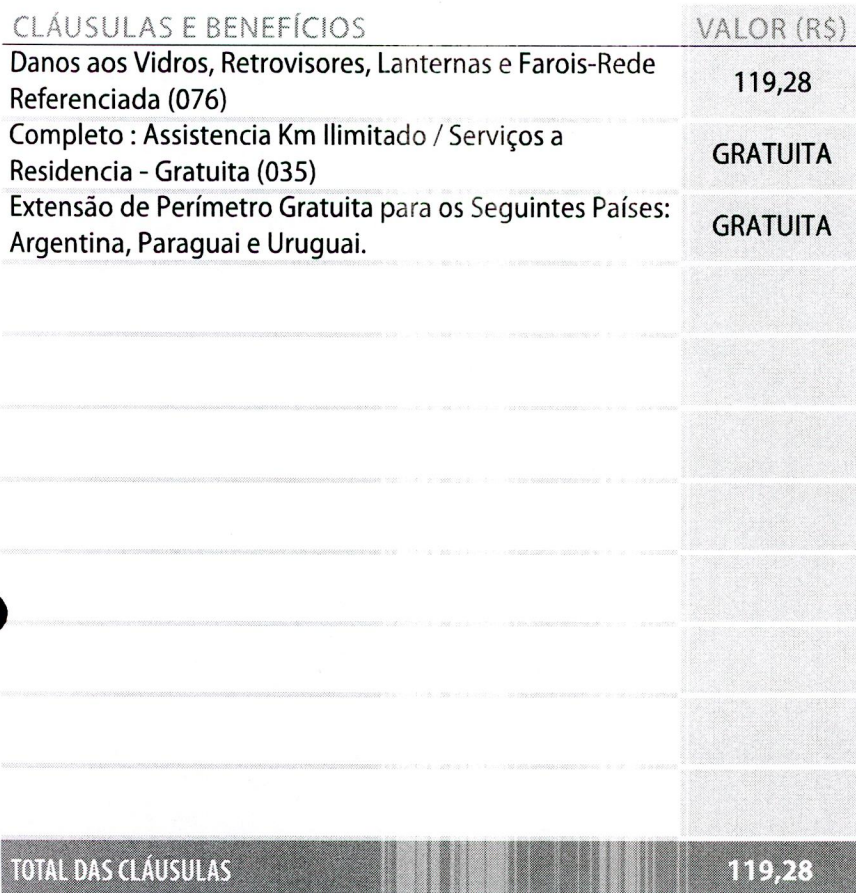 CLÁUSULAS E BENEFÍCIOS VALOR (R$)
Danos aos Vidros, Retrovisores, Lanternas e Farois-Rede
Referenciada (076) 119,28
Completo : Assistencia Km Ilimitado / Serviços a
Residencia - Gratuita (035) GRATUITA
Extensão de Perímetro Gratuita para os Seguintes Países:
Argentina, Paraguai e Uruguai. GRATUITA
TOTAL DAS CLÁUSULAS 119,28